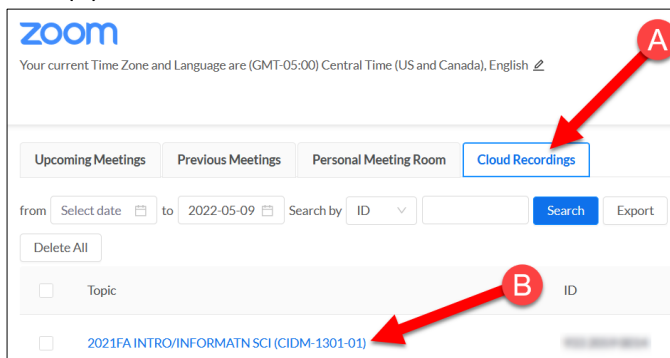 zoom
Your current Time Zone and Language are (GMT-05:00) Central Time (US and Canada), English
A
Upcoming Meetings Previous Meetings Personal Meeting Room Cloud Recordings
from Select date to 2022-05-09 Search by ID Search Export
Delete All
Topic B ID
2021FA INTRO/INFORMATN SCI (CIDM-1301-01)